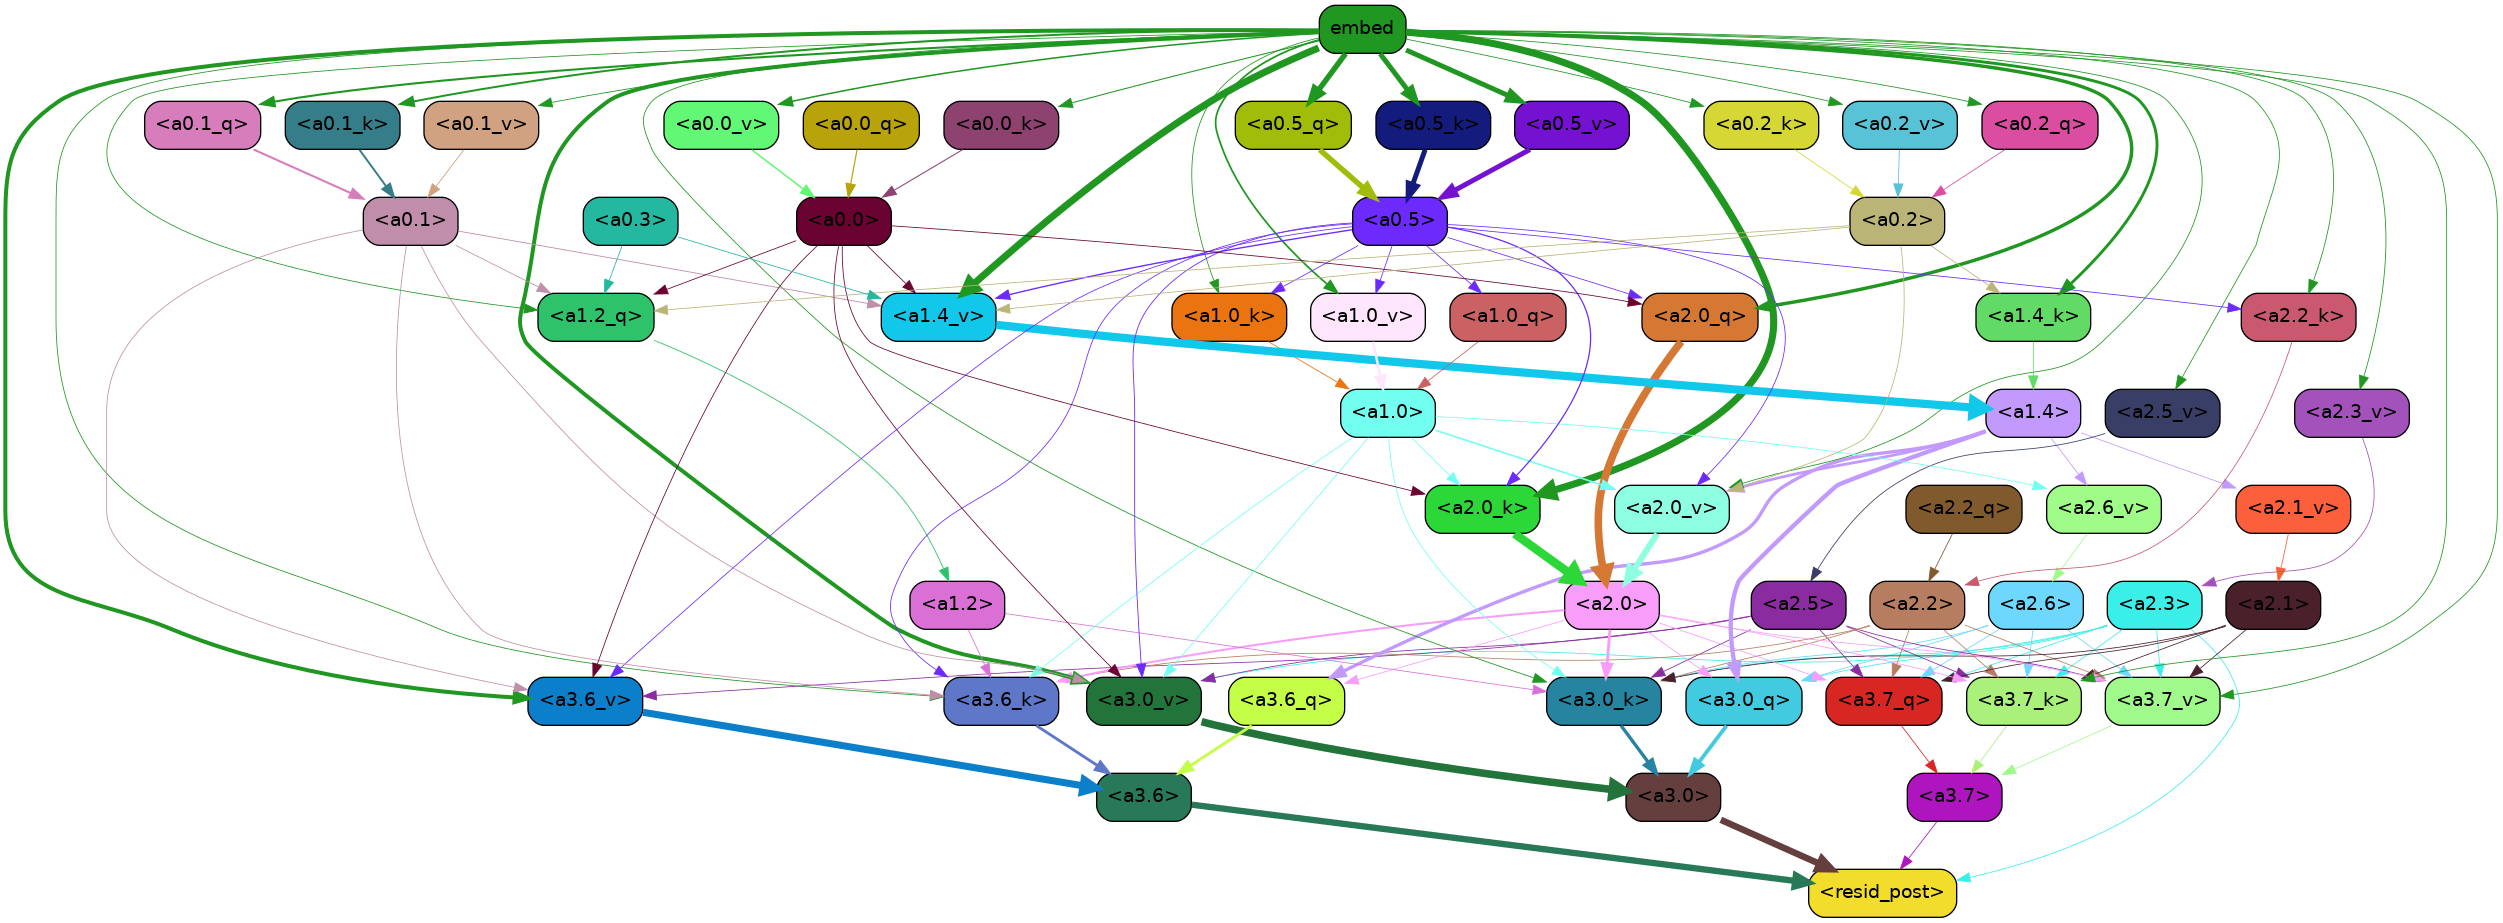 embed
<a0.1_q>
<a0.1_k>
<a0.1_v>
<a0.0_v>
<a0.0_q>
<a0.0_k>
<a0.5_q>
<a0.5_k>
<a0.5_v>
<a0.2_k>
<a0.2_v>
<a0.2_q>
<a0.1>
<a0.3>
<a0.0>
<a0.5>
<a0.2>
<a1.2_q>
<a1.4_v>
<a1.0_k>
<a1.0_v>
<a1.0_q>
<a2.0_q>
<a1.4_k>
<a2.2_k>
<a1.0>
<a1.4>
<a2.5_v>
<a2.3_v>
<a2.0_k>
<a2.0_v>
<a2.2_q>
<a2.6_v>
<a2.1_v>
<a1.2>
<a2.0>
<a2.5>
<a2.2>
<a2.6>
<a2.3>
<a2.1>
<a3.6_v>
<a3.6_k>
<a3.0_v>
<a3.6_q>
<a3.0_k>
<a3.0_q>
<a3.7_q>
<a3.7_k>
<a3.7_v>
<a3.6>
<a3.0>
<a3.7>
<resid_post>